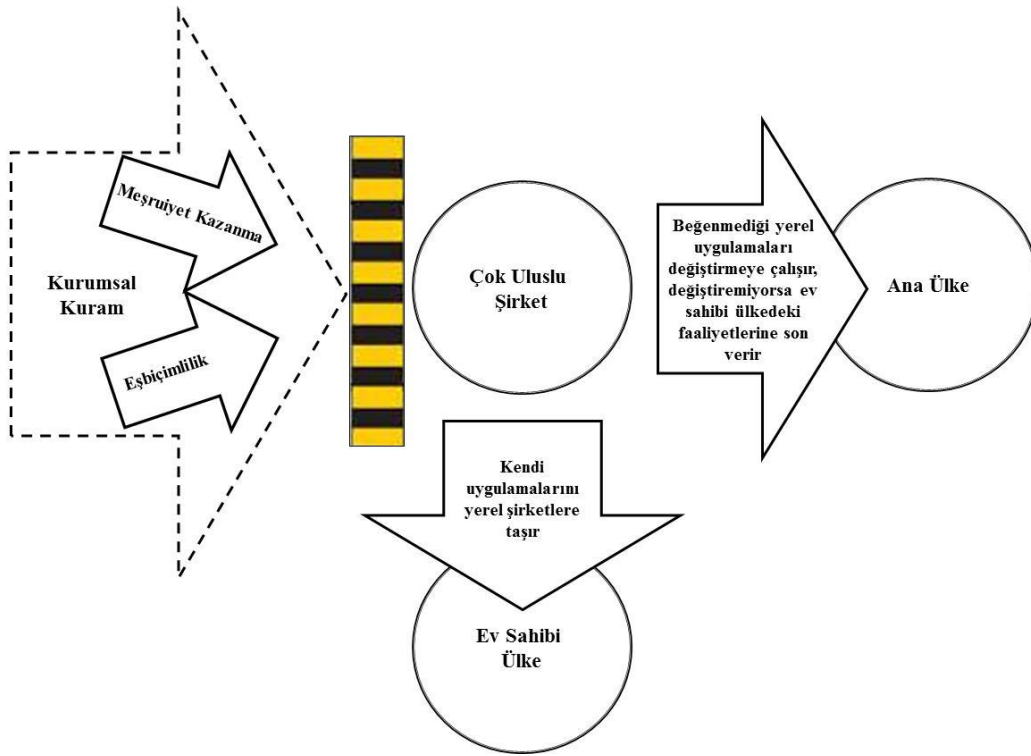 Meşruiyet Kazanma
Kurumsal
Kuram
Eşbiçimlilik
Çok Uluslu
Şirket
Beğenmediği yerel
uygulamaları
değiştirmeye çalışır,
değiştiremiyorsa ev
sahibi ülkedeki
faaliyetlerine son
verir
Ana Ülke
Kendi
uygulamalarını
yerel şirketlere
taşır
Ev Sahibi
Ülke